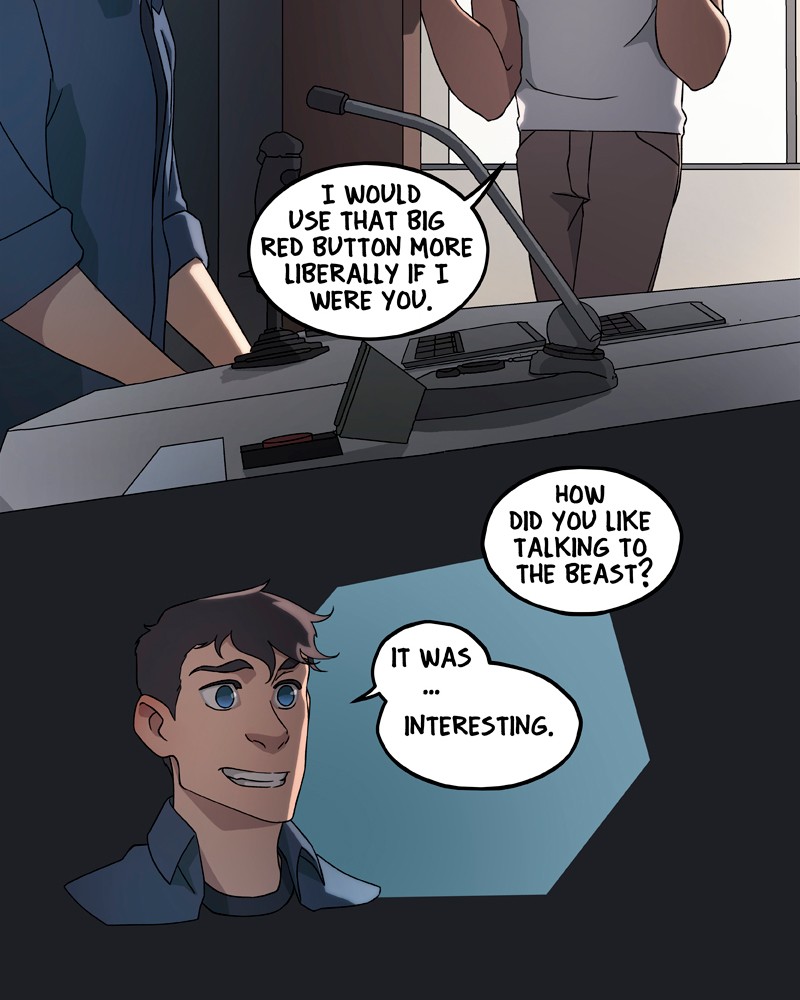 I WOULD
USE THAT BIG
RED BUTTON MORE
LIBERALLY IF I
WERE YOU.
HOW
DID YOU LIKE
TALKING TO
THE BEAST?
IT WAS
...
INTERESTING.